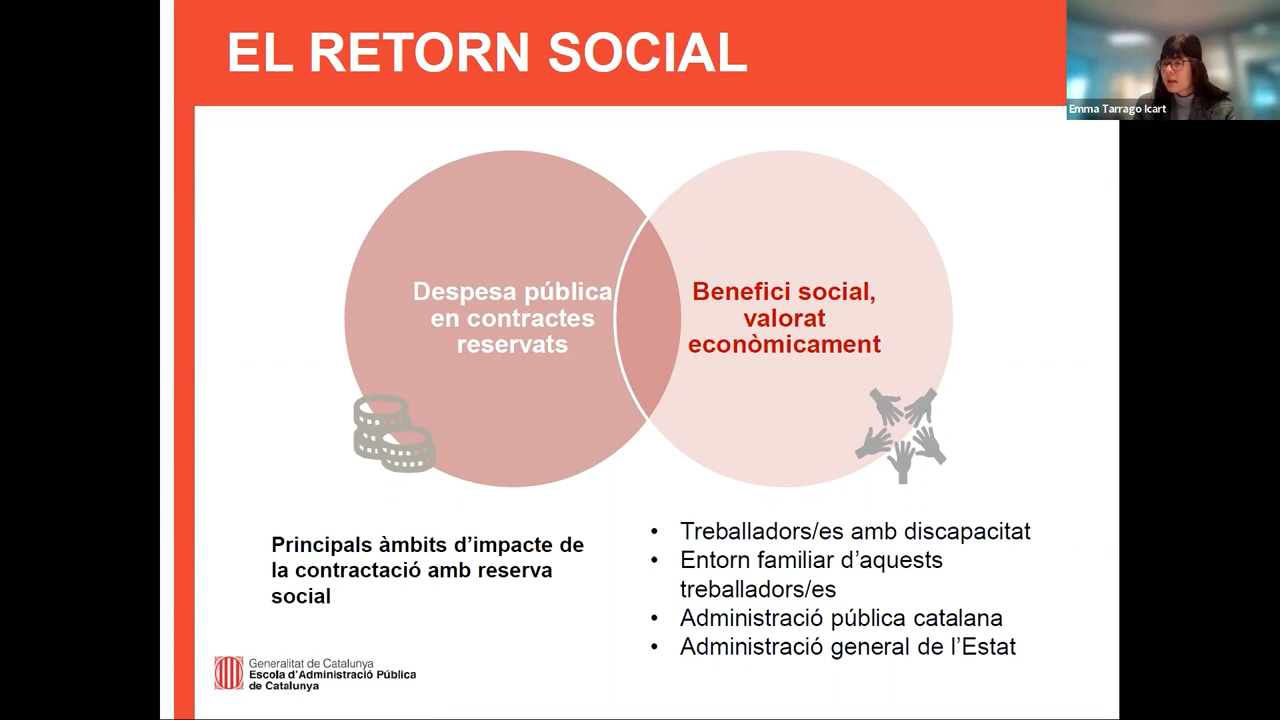 EL RETORN SOCIAL
Emma Tarrago Icart
Despesa pública
en contractes
reservats
Benefici social,
valorat
econòmicament
Principals àmbits d’impacte de
la contractació amb reserva
social
• Treballadors/es amb discapacitat
• Entorn familiar d’aquests
treballadors/es
• Administració pública catalana
• Administració general de l’Estat
Generalitat de Catalunya
Escola d’Administració Pública
de Catalunya